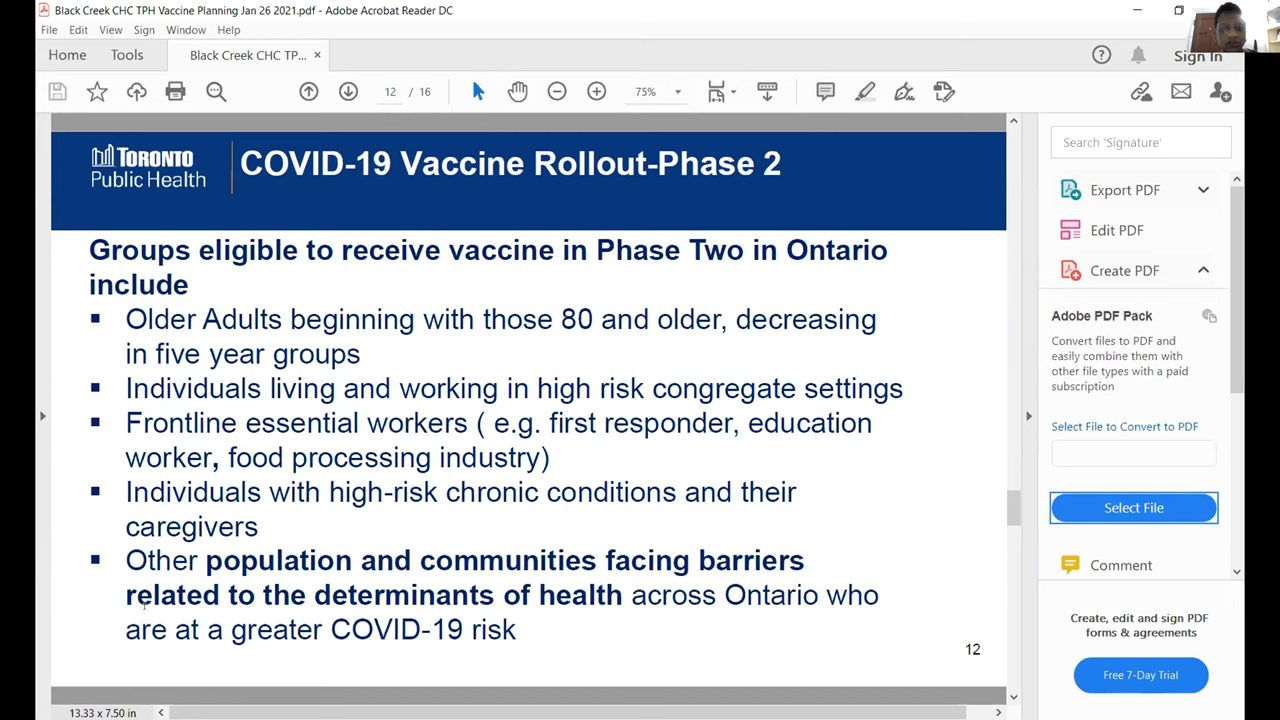 Black Creek CHC TPH Vaccine Planning Jan 26 2021.pdf - Adobe Acrobat Reader DC
File Edit View Sign Window Help
Home Tools Black Creek CHC TP... × Sign In
12 / 16 75%
TORONTO
Public Health
COVID-19 Vaccine Rollout-Phase 2
Groups eligible to receive vaccine in Phase Two in Ontario
include
▪ Older Adults beginning with those 80 and older, decreasing
in five year groups
▪ Individuals living and working in high risk congregate settings
▪ Frontline essential workers ( e.g. first responder, education
worker, food processing industry)
▪ Individuals with high-risk chronic conditions and their
caregivers
▪ Other population and communities facing barriers
related to the determinants of health across Ontario who
are at a greater COVID-19 risk
12
13.33 x 7.50 in
Search 'Signature'
Export PDF
Edit PDF
Create PDF
Adobe PDF Pack
Convert files to PDF and
easily combine them with
other file types with a paid
subscription
Select File to Convert to PDF
Select File
Comment
Create, edit and sign PDF
forms & agreements
Free 7-Day Trial